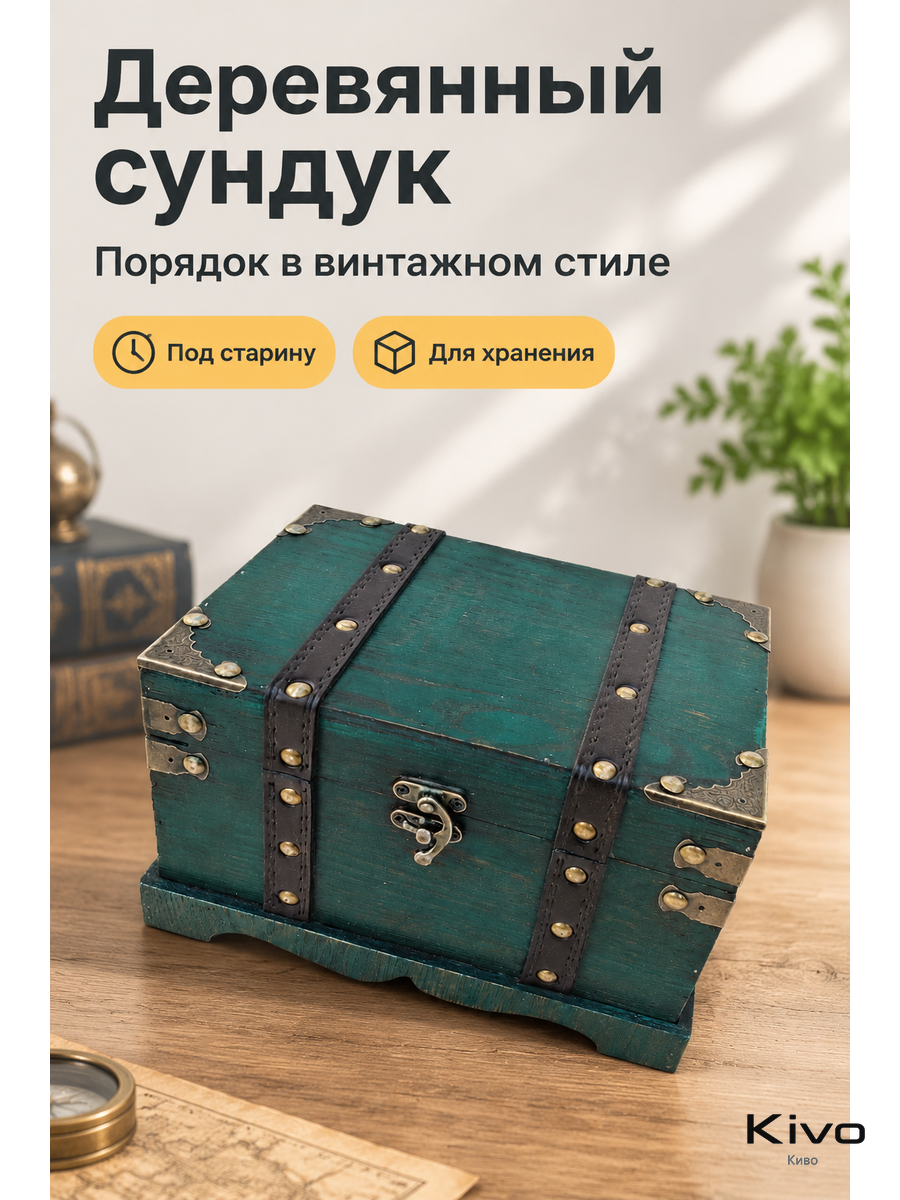 Деревянный
сундук
Порядок в винтажном стиле
Под старину
Для хранения
Kivo
Киво